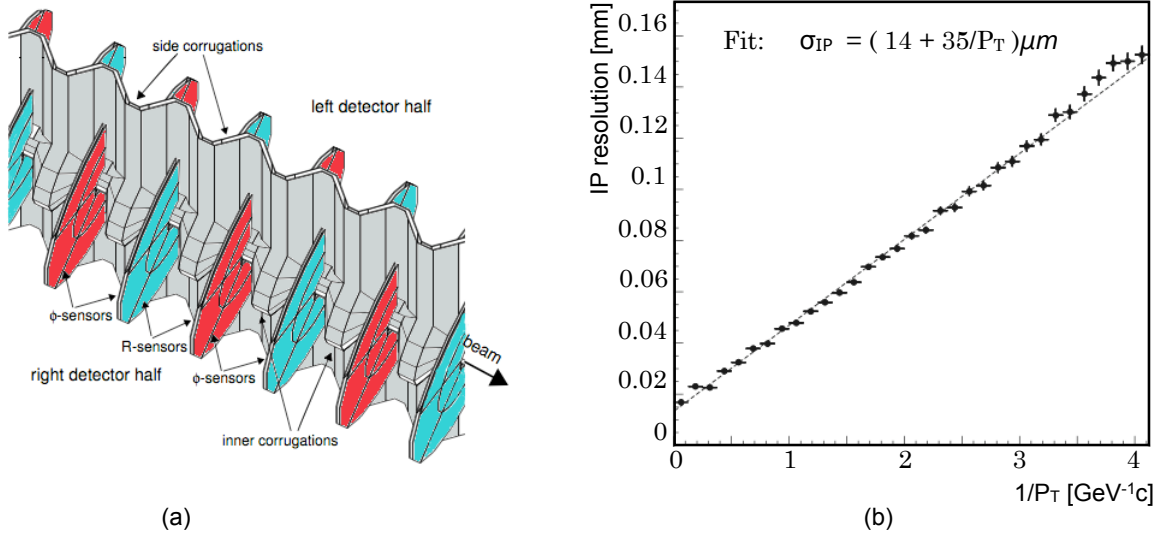 side corrugations
left detector half
ϕ-sensors
R-sensors
right detector half
ϕ-sensors
beam
inner corrugations
(a)
IP resolution [mm]
Fit: σIP = ( 14 + 35/PT ) μm
0.14
0.12
0.1
0.08
0.06
0.04
0.02
0
0 1 2 3 4
1/PT [GeV-1c]
(b)